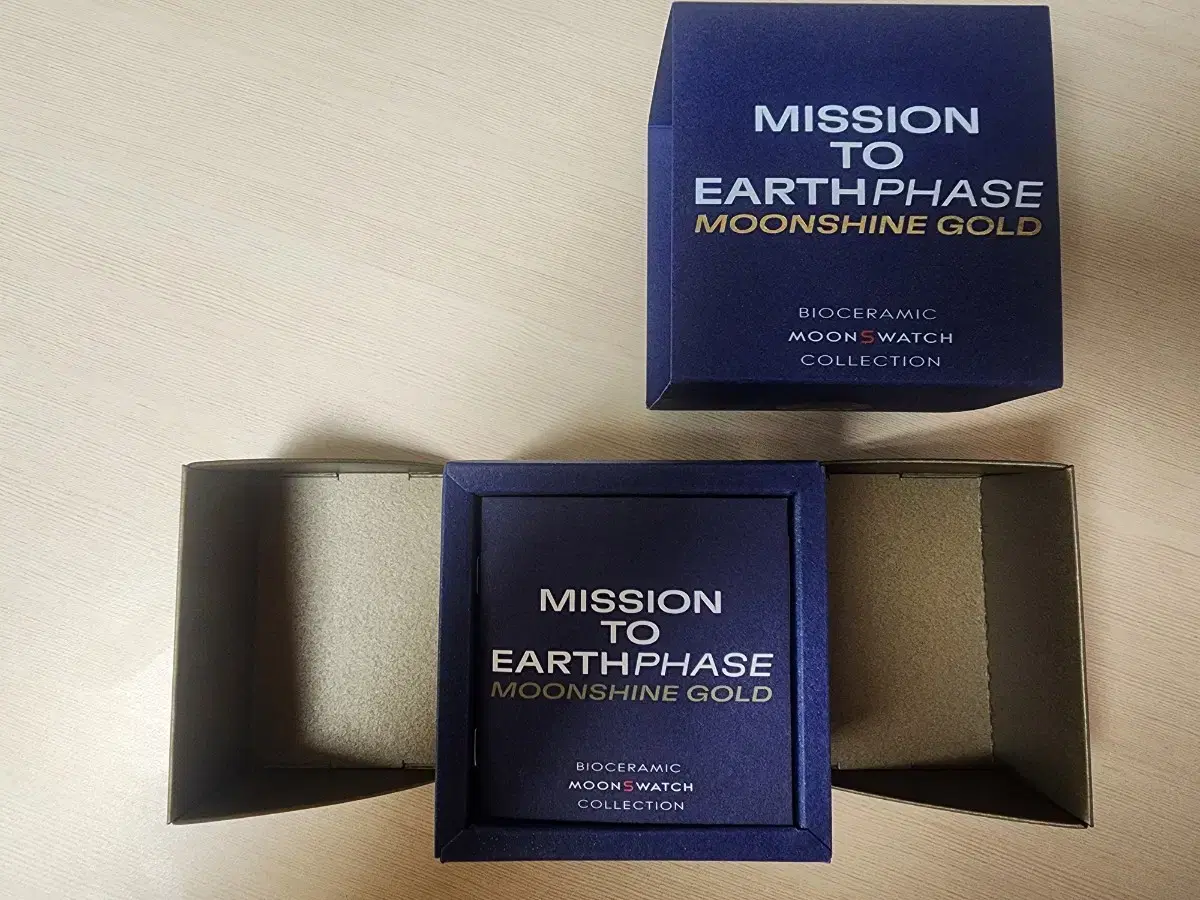 MISSION
TO
EARTHPHASE
MOONSHINE GOLD
BIOCERAMIC
MOONSWATCH
COLLECTION
MISSION
TO
EARTHPHASE
MOONSHINE GOLD
BIOCERAMIC
MOONSWATCH
COLLECTION